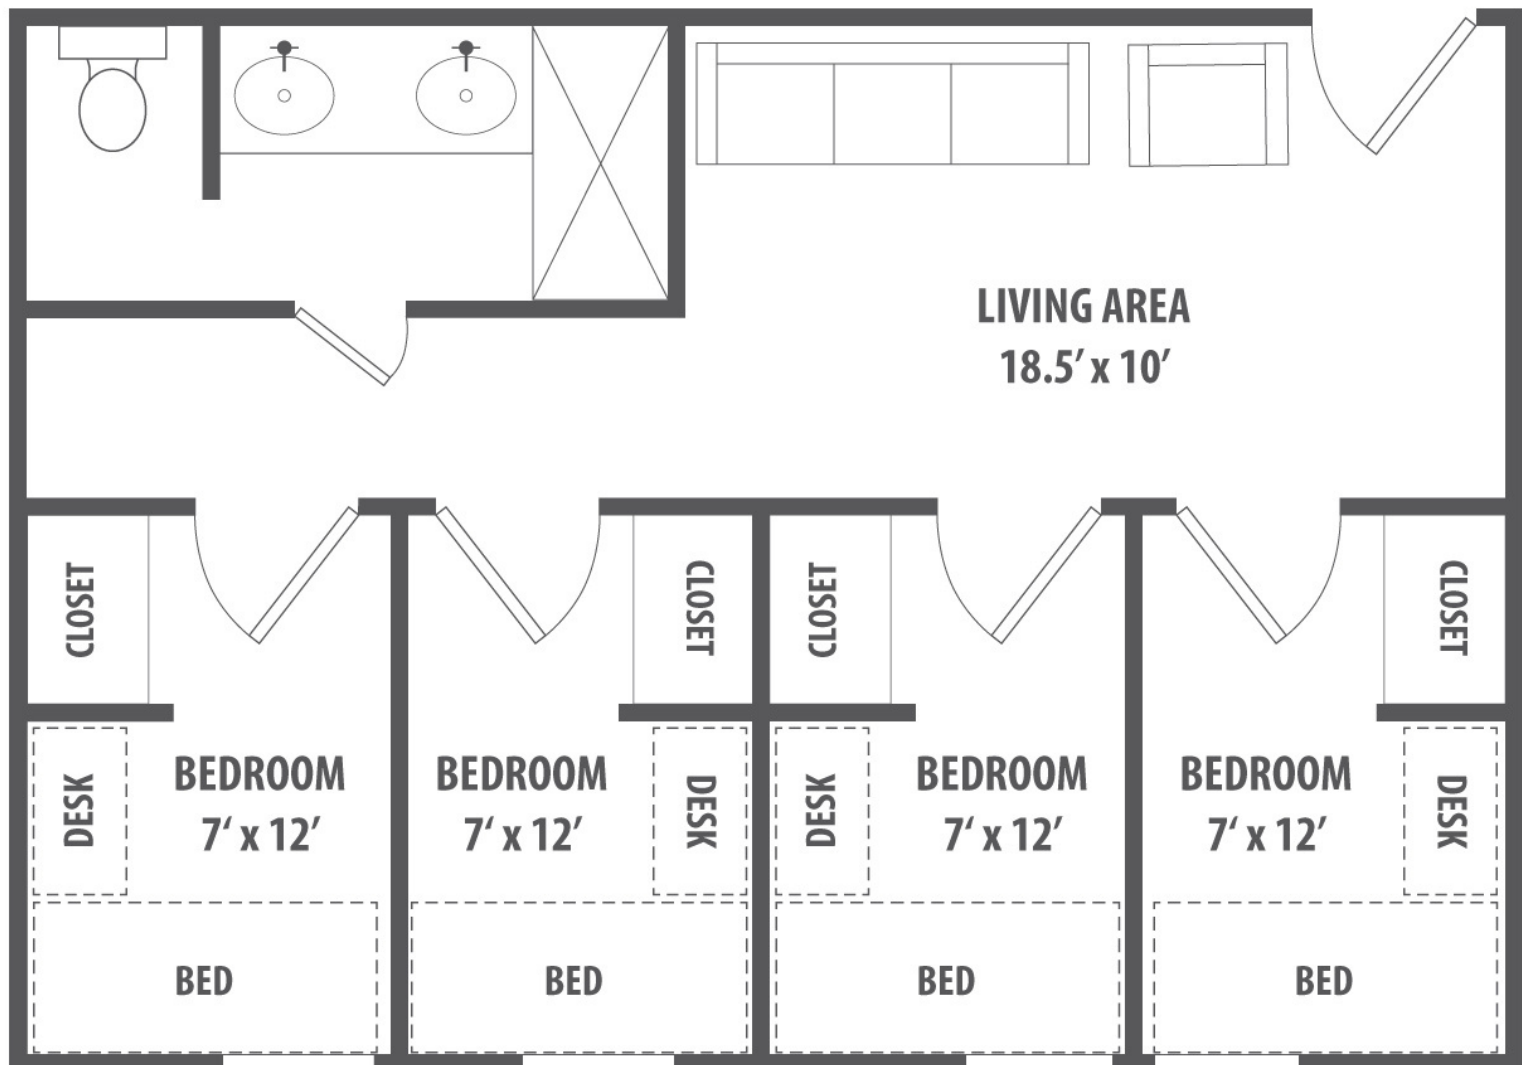 LIVING AREA
18.5’ x 10’
CLOSET
CLOSET
CLOSET
CLOSET
DESK
BEDROOM
7‘ x 12’
BEDROOM
7‘ x 12’
DESK
DESK
BEDROOM
7‘ x 12’
BEDROOM
7‘ x 12’
DESK
BED
BED
BED
BED